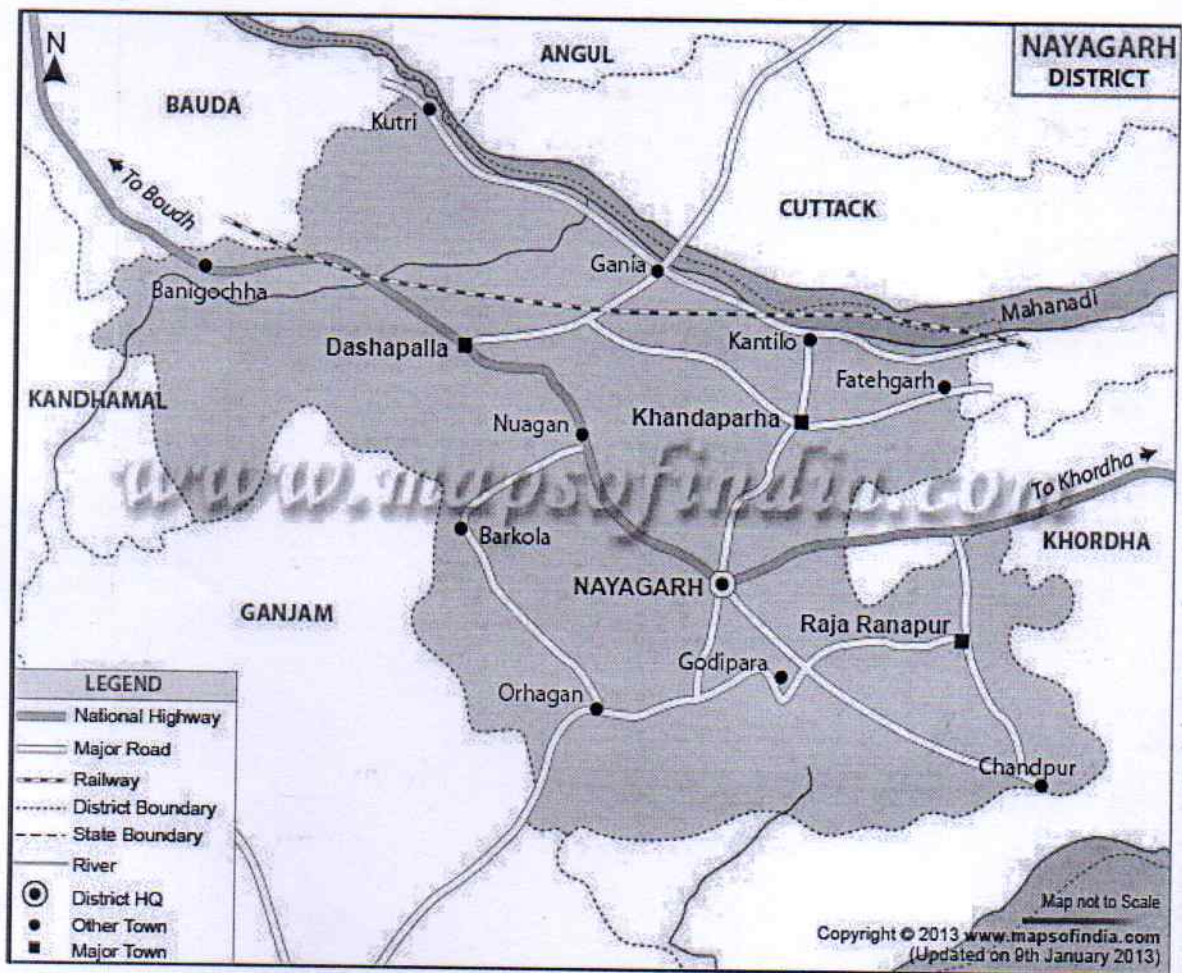 N
ANGUL
NAYAGARH
DISTRICT
BAUDA
Kutri
To Boudh
CUTTACK
Gania
Banigochha
Mahanadi
Dashapalla
Kantilo
Fatehgarh
KANDHAMAL
Khandaparha
Nuagan
www.mapsofindia.com
To Khordha
Barkola
KHORDHA
NAYAGARH
GANJAM
Raja Ranapur
Godipara
LEGEND
Orhagan
National Highway
Major Road
Chandpur
Railway
District Boundary
State Boundary
River
District HQ
Other Town
Major Town
Map not to Scale
Copyright © 2013 www.mapsofindia.com
(Updated on 9th January 2013)